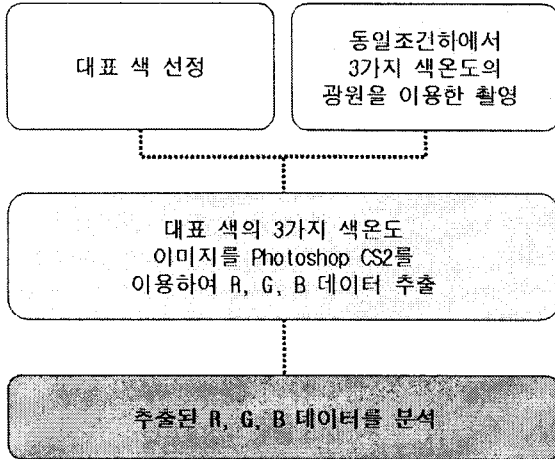 대표 색 선정
동일조건하에서
3가지 색온도의
광원을 이용한 촬영
대표 색의 3가지 색온도
이미지를 Photoshop CS2를
이용하여 R, G, B 데이터 추출
추출된 R, G, B 데이터를 분석